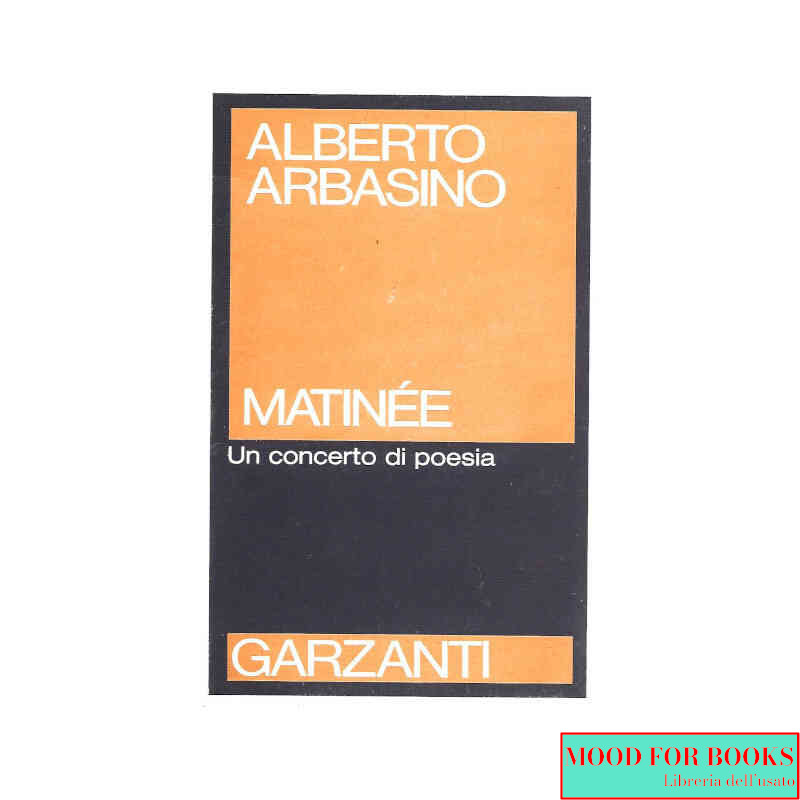 ALBERTO
ARBASINO
MATINÉE
Un concerto di poesia
GARZANTI
MOOD FOR BOOKS
Libreria dell'usato